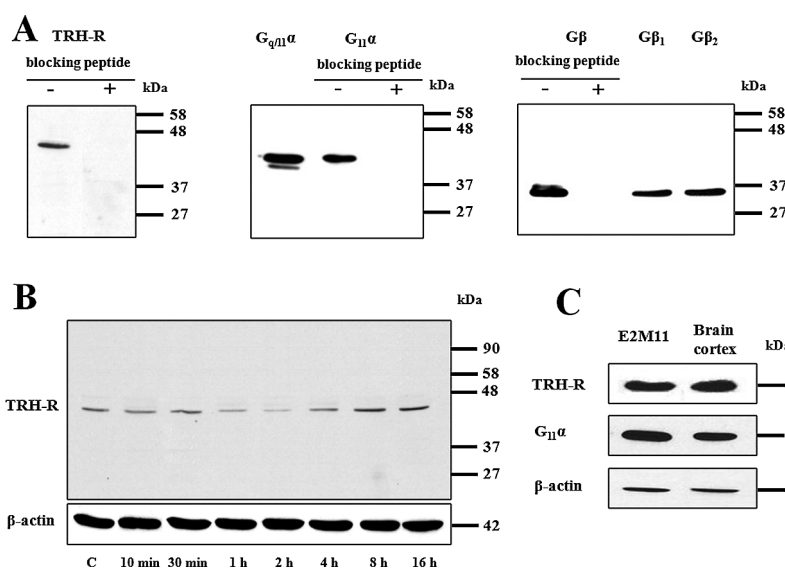 A
TRH-R
blocking peptide
- +
kDa
58
48
37
27
Gq/11α G11α
blocking peptide
- +
kDa
58
48
37
27
Gβ Gβ1 Gβ2
blocking peptide
- +
kDa
58
48
37
27
B
kDa
TRH-R
90
58
48
37
27
β-actin
42
C 10 min 30 min 1 h 2 h 4 h 8 h 16 h
C
E2M11 Brain cortex
TRH-R
G11α
β-actin